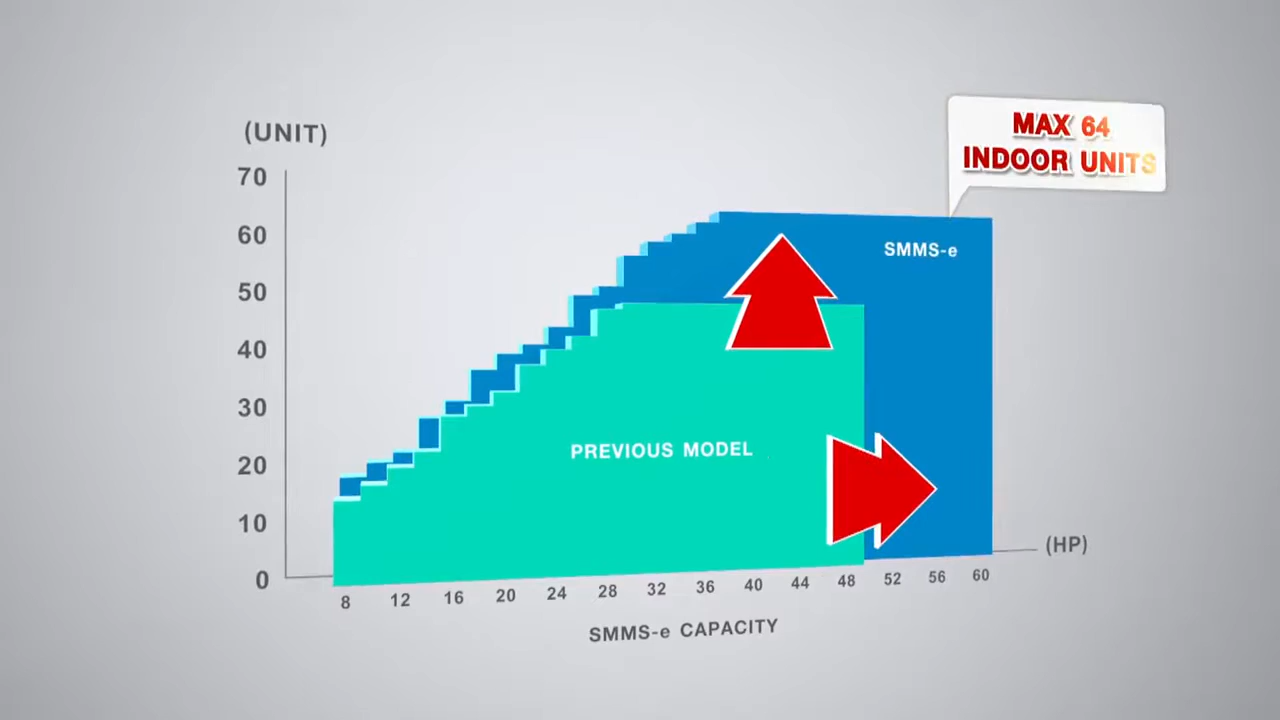 (UNIT)
MAX 64
INDOOR UNITS
70
60
50
40
30
20
10
0
SMMS-e
PREVIOUS MODEL
(HP)
8 12 16 20 24 28 32 36 40 44 48 52 56 60
SMMS-e CAPACITY